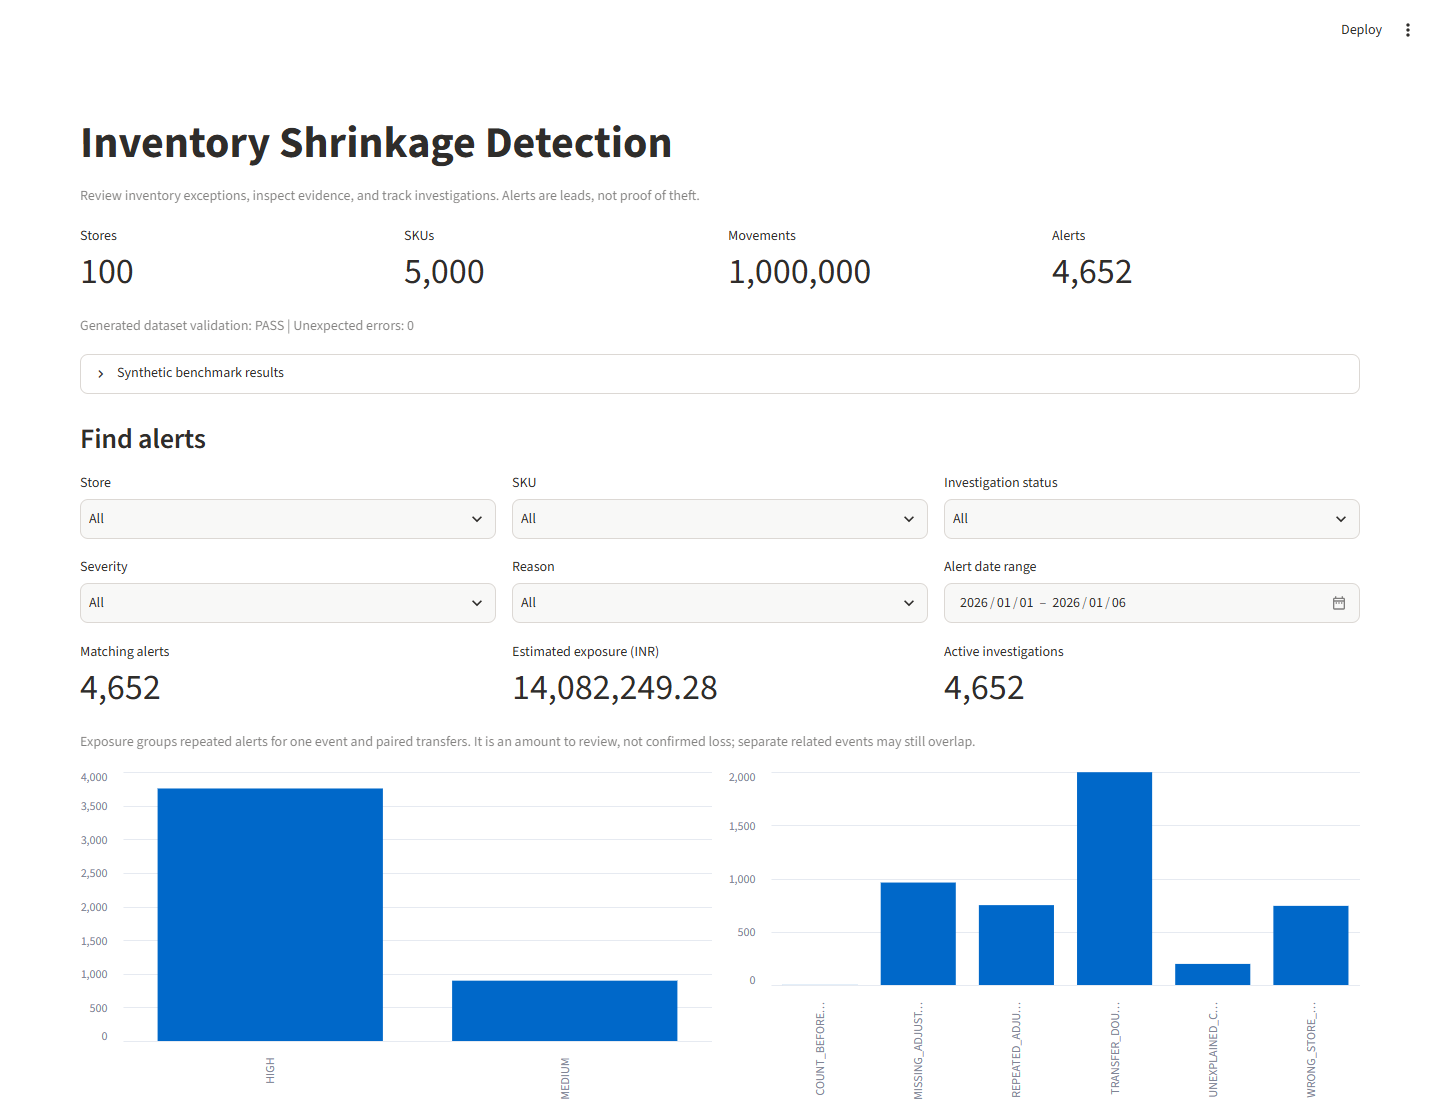 Deploy
Inventory Shrinkage Detection
Review inventory exceptions, inspect evidence, and track investigations. Alerts are leads, not proof of theft.
Stores
SKUs
Movements
Alerts
100
5,000
1,000,000
4,652
Generated dataset validation: PASS | Unexpected errors: 0
Synthetic benchmark results
Find alerts
Store
SKU
Investigation status
All
All
All
Severity
Reason
Alert date range
All
All
2026/01/01 – 2026/01/06
Matching alerts
Estimated exposure (INR)
Active investigations
4,652
14,082,249.28
4,652
Exposure groups repeated alerts for one event and paired transfers. It is an amount to review, not confirmed loss; separate related events may still overlap.
4,000
3,500
3,000
2,500
2,000
1,500
1,000
500
0
HIGH
MEDIUM
2,000
1,500
1,000
500
0
COUNT_BEFORE…
MISSING_ADJUST…
REPEATED_ADJU…
TRANSFER_DOU…
UNEXPLAINED_C…
WRONG_STORE_…